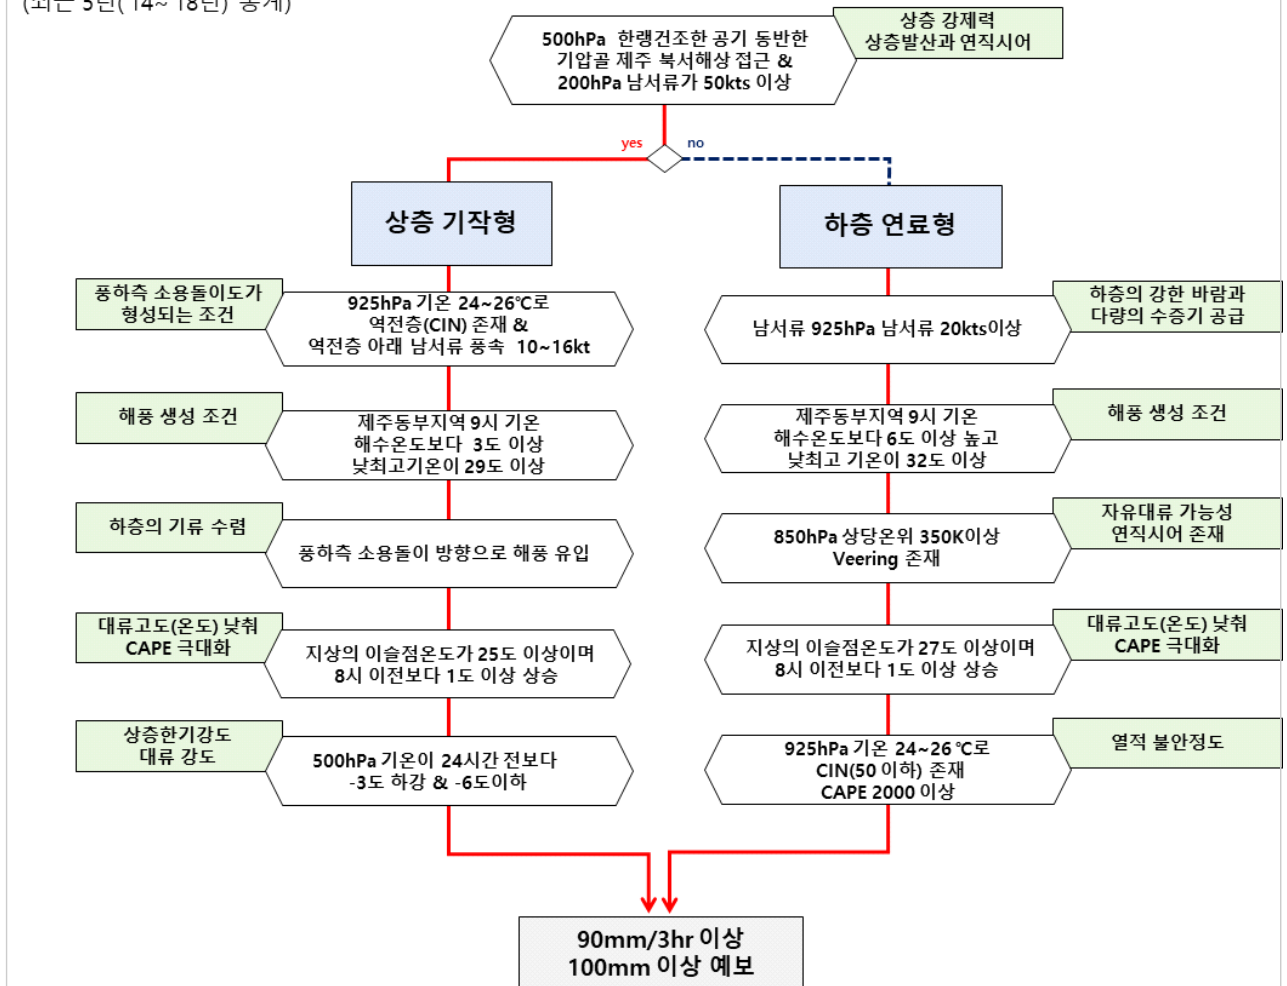 (최근 5년('14~'18년) 통계)
상층 강제력
상층발산과 연직시어
500hPa 한랭건조한 공기 동반한
기압골 제주 북서해상 접근 &
200hPa 남서류가 50kts 이상
yes
no
상층 기작형
하층 연료형
풍하측 소용돌이도가
형성되는 조건
925hPa 기온 24~26℃로
역전층(CIN) 존재 &
역전층 아래 남서류 풍속 10~16kt
해풍 생성 조건
제주동부지역 9시 기온
해수온도보다 3도 이상
낮최고기온이 29도 이상
하층의 기류 수렴
풍하측 소용돌이 방향으로 해풍 유입
대류고도(온도) 낮춰
CAPE 극대화
지상의 이슬점온도가 25도 이상이며
8시 이전보다 1도 이상 상승
상층한기강도
대류 강도
500hPa 기온이 24시간 전보다
-3도 하강 & -6도이하
하층의 강한 바람과
다량의 수증기 공급
남서류 925hPa 남서류 20kts이상
해풍 생성 조건
제주동부지역 9시 기온
해수온도보다 6도 이상 높고
낮최고 기온이 32도 이상
자유대류 가능성
연직시어 존재
850hPa 상당온위 350K이상
Veering 존재
대류고도(온도) 낮춰
CAPE 극대화
지상의 이슬점온도가 27도 이상이며
8시 이전보다 1도 이상 상승
열적 불안정도
925hPa 기온 24~26 ℃로
CIN(50 이하) 존재
CAPE 2000 이상
90mm/3hr 이상
100mm 이상 예보